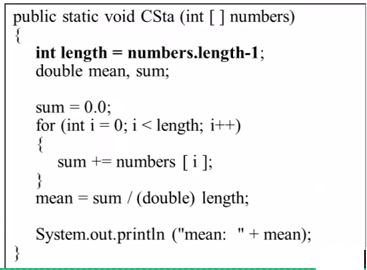 public static void CSta (int [ ] numbers)
{
int length = numbers.length-1;
double mean, sum;
sum = 0.0;
for (int i = 0; i < length; i++)
{
sum += numbers [ i ];
}
mean = sum / (double) length;
System.out.println ("mean:  " + mean);
}